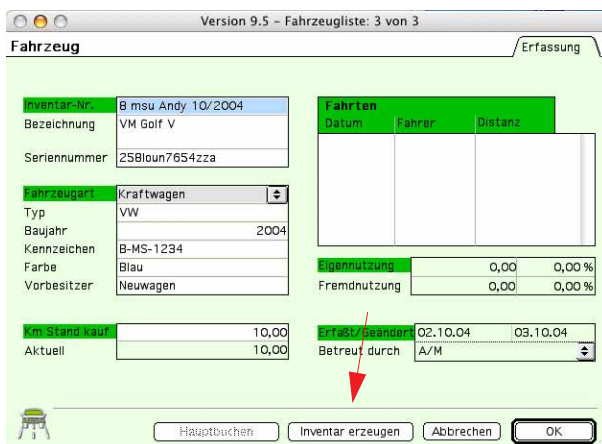 Version 9.5 - Fahrzeugliste: 3 von 3
Fahrzeug
Erfassung
Inventar-Nr. B msu Andy 10/2004
Bezeichnung VM Golf V
Seriennummer 258loun7654zza
Fahrzeugart Kraftwagen
Typ VW
Baujahr 2004
Kennzeichen B-MS-1234
Farbe Blau
Vorbesitzer Neuwagen
Km Stand kauf 10,00
Aktuell 10,00
Fahrten
Datum Fahrer Distanz
Eigennutzung 0,00 0,00 %
Fremdnutzung 0,00 0,00 %
Erfaßt/Geändert 02.10.04 03.10.04
Betreut durch A/M
Hauptbuchen
Inventar erzeugen
Abbrechen
OK